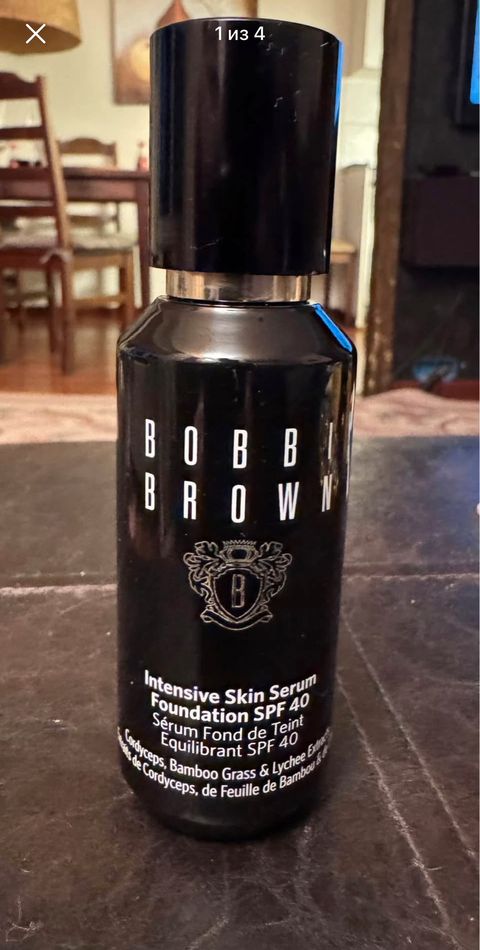 1 из 4
BOBBI
BROWN
B
Intensive Skin Serum
Foundation SPF 40
Sérum Fond de Teint
Equilibrant SPF 40
Cordyceps, Bamboo Grass & Lychee
de Cordyceps, de Feuille de Bambou &